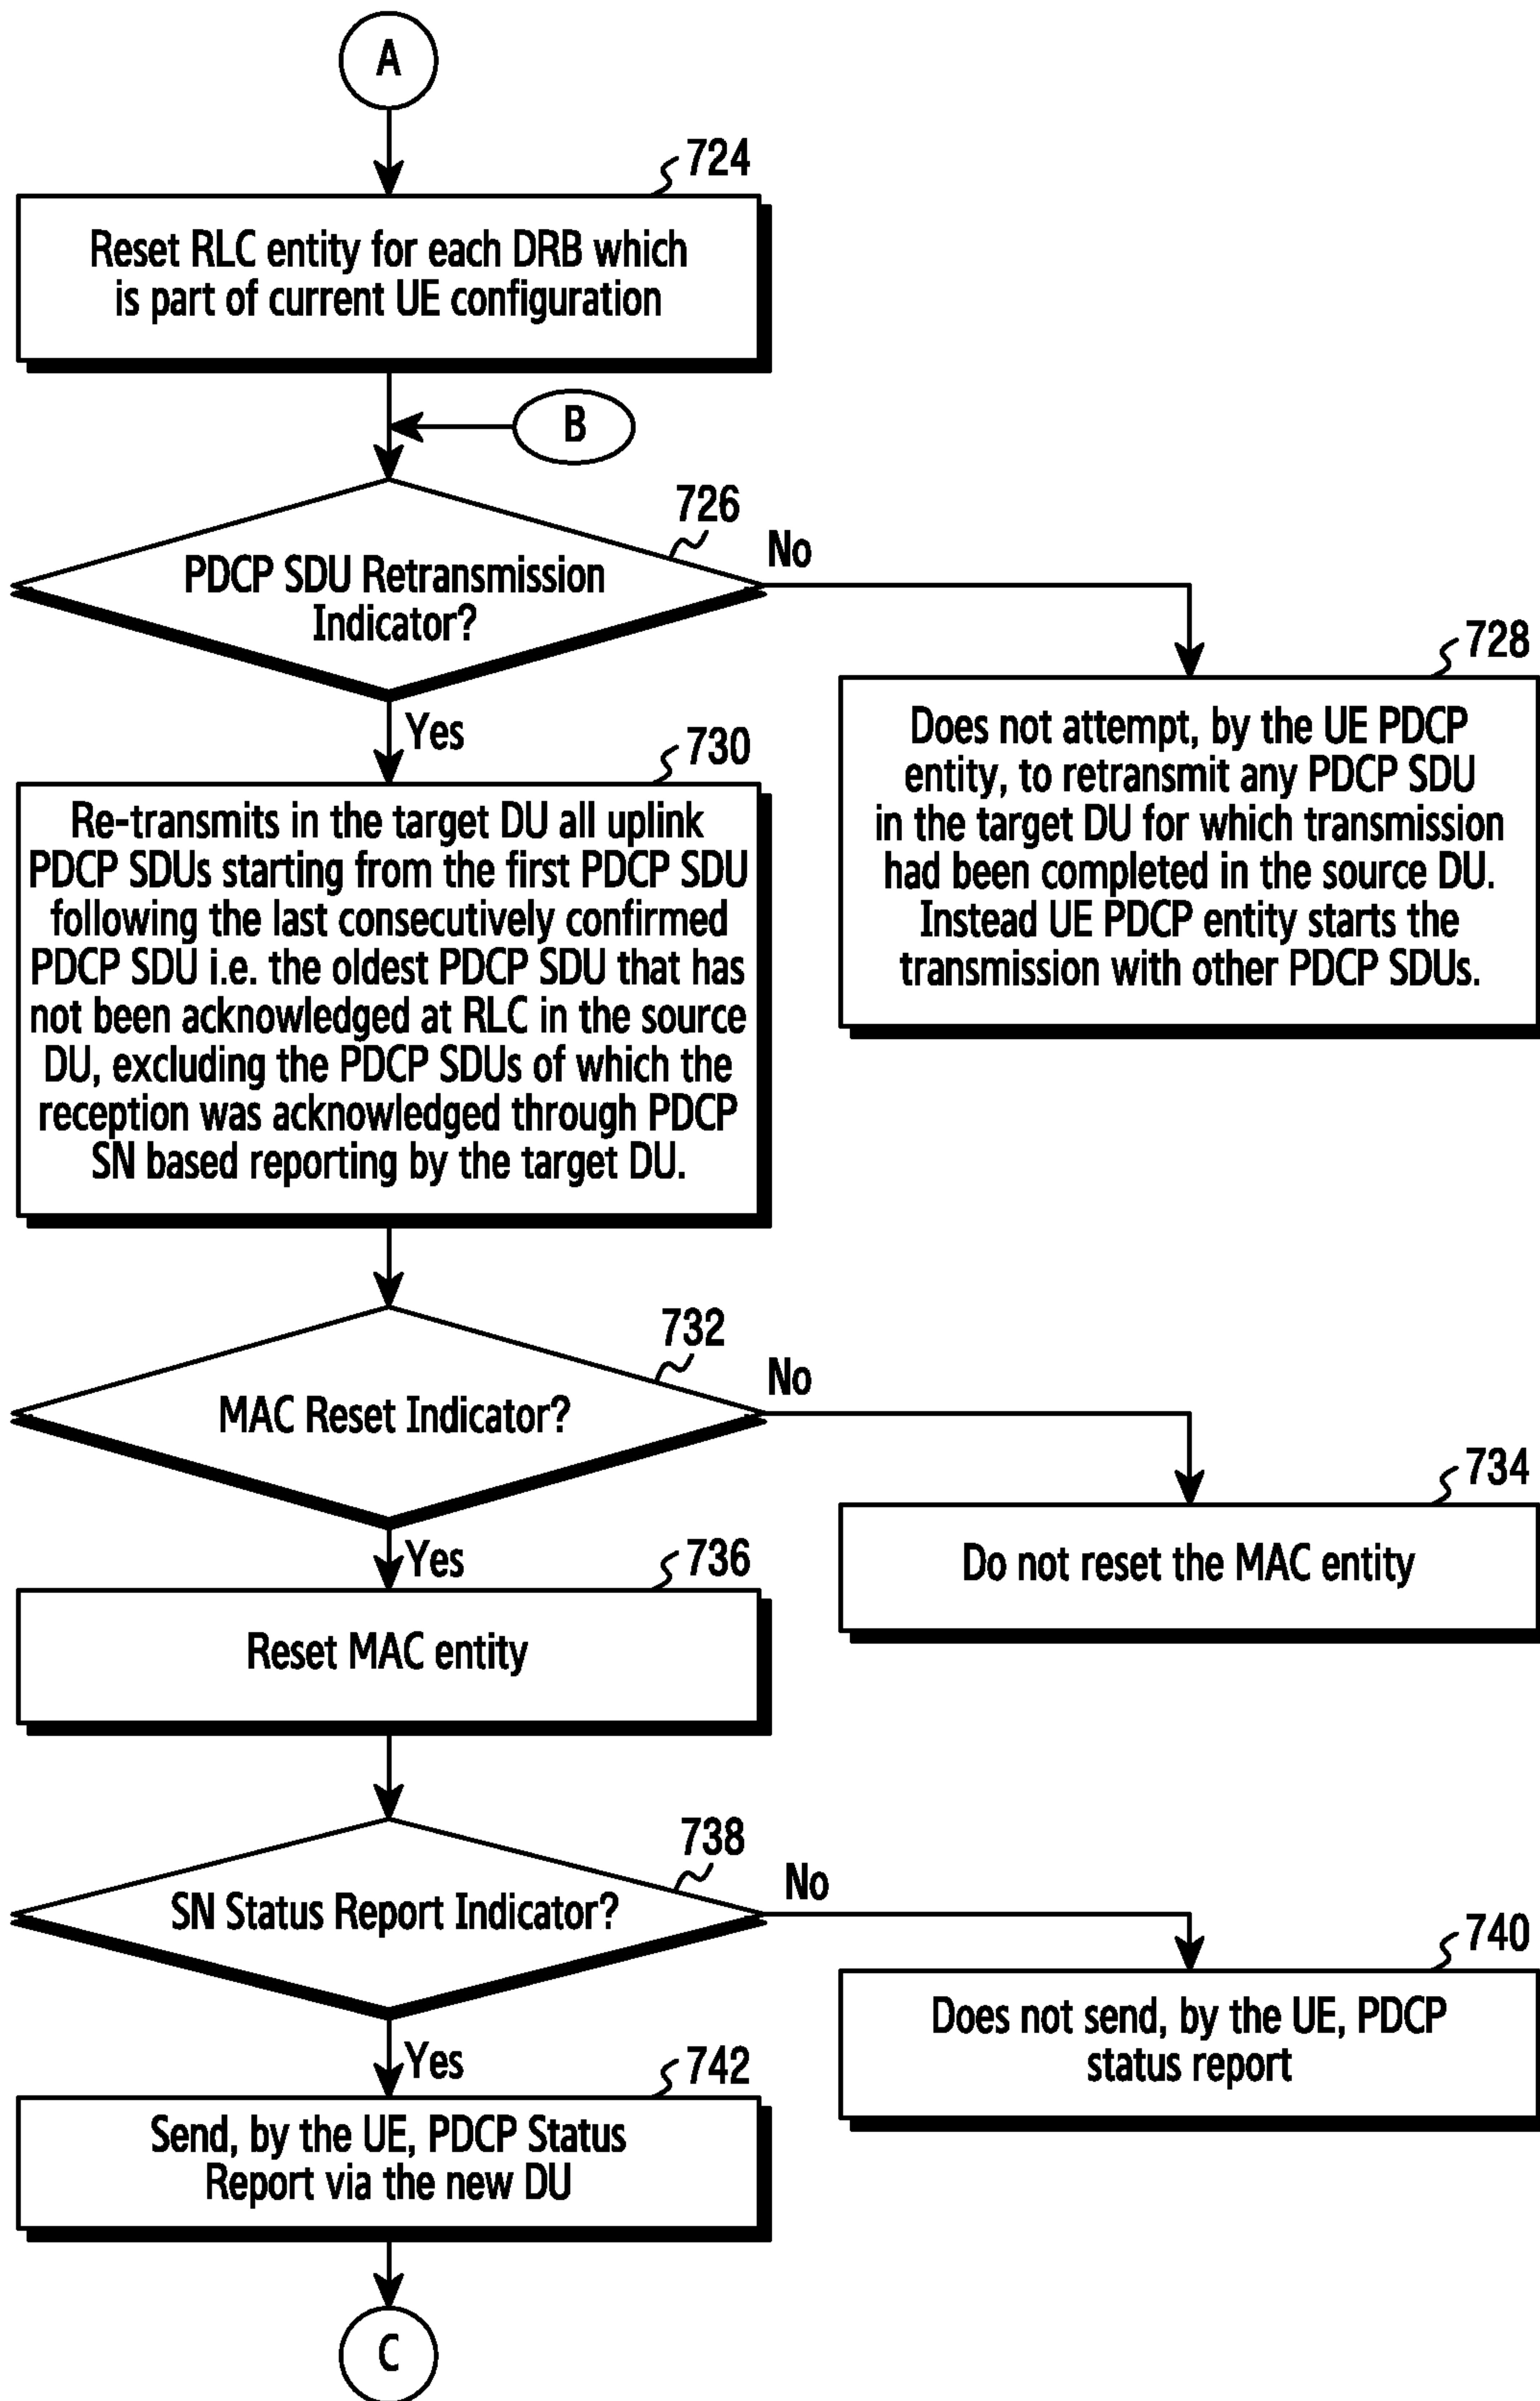 A
724
Reset RLC entity for each DRB which
is part of current UE configuration
B
726
PDCP SDU Retransmission
Indicator?
No
Yes
728
Does not attempt, by the UE PDCP
entity, to retransmit any PDCP SDU
in the target DU for which transmission
had been completed in the source DU.
Instead UE PDCP entity starts the
transmission with other PDCP SDUs.
730
Re-transmits in the target DU all uplink
PDCP SDUs starting from the first PDCP SDU
following the last consecutively confirmed
PDCP SDU i.e. the oldest PDCP SDU that has
not been acknowledged at RLC in the source
DU, excluding the PDCP SDUs of which the
reception was acknowledged through PDCP
SN based reporting by the target DU.
732
MAC Reset Indicator?
No
Yes
734
Do not reset the MAC entity
736
Reset MAC entity
738
SN Status Report Indicator?
No
Yes
740
Does not send, by the UE, PDCP
status report
742
Send, by the UE, PDCP Status
Report via the new DU
C